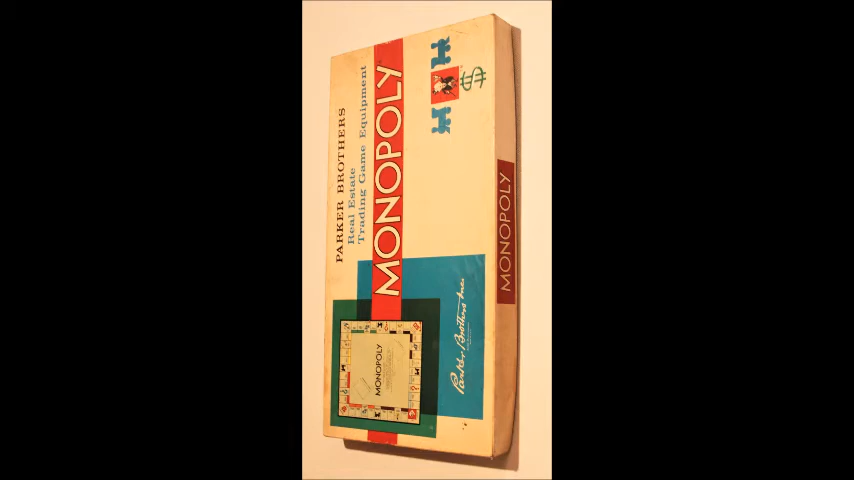 PARKER BROTHERS
Real Estate
Trading Game Equipment
MONOPOLY
$
Parker Brothers Inc.
MONOPOLY
MONOPOLY